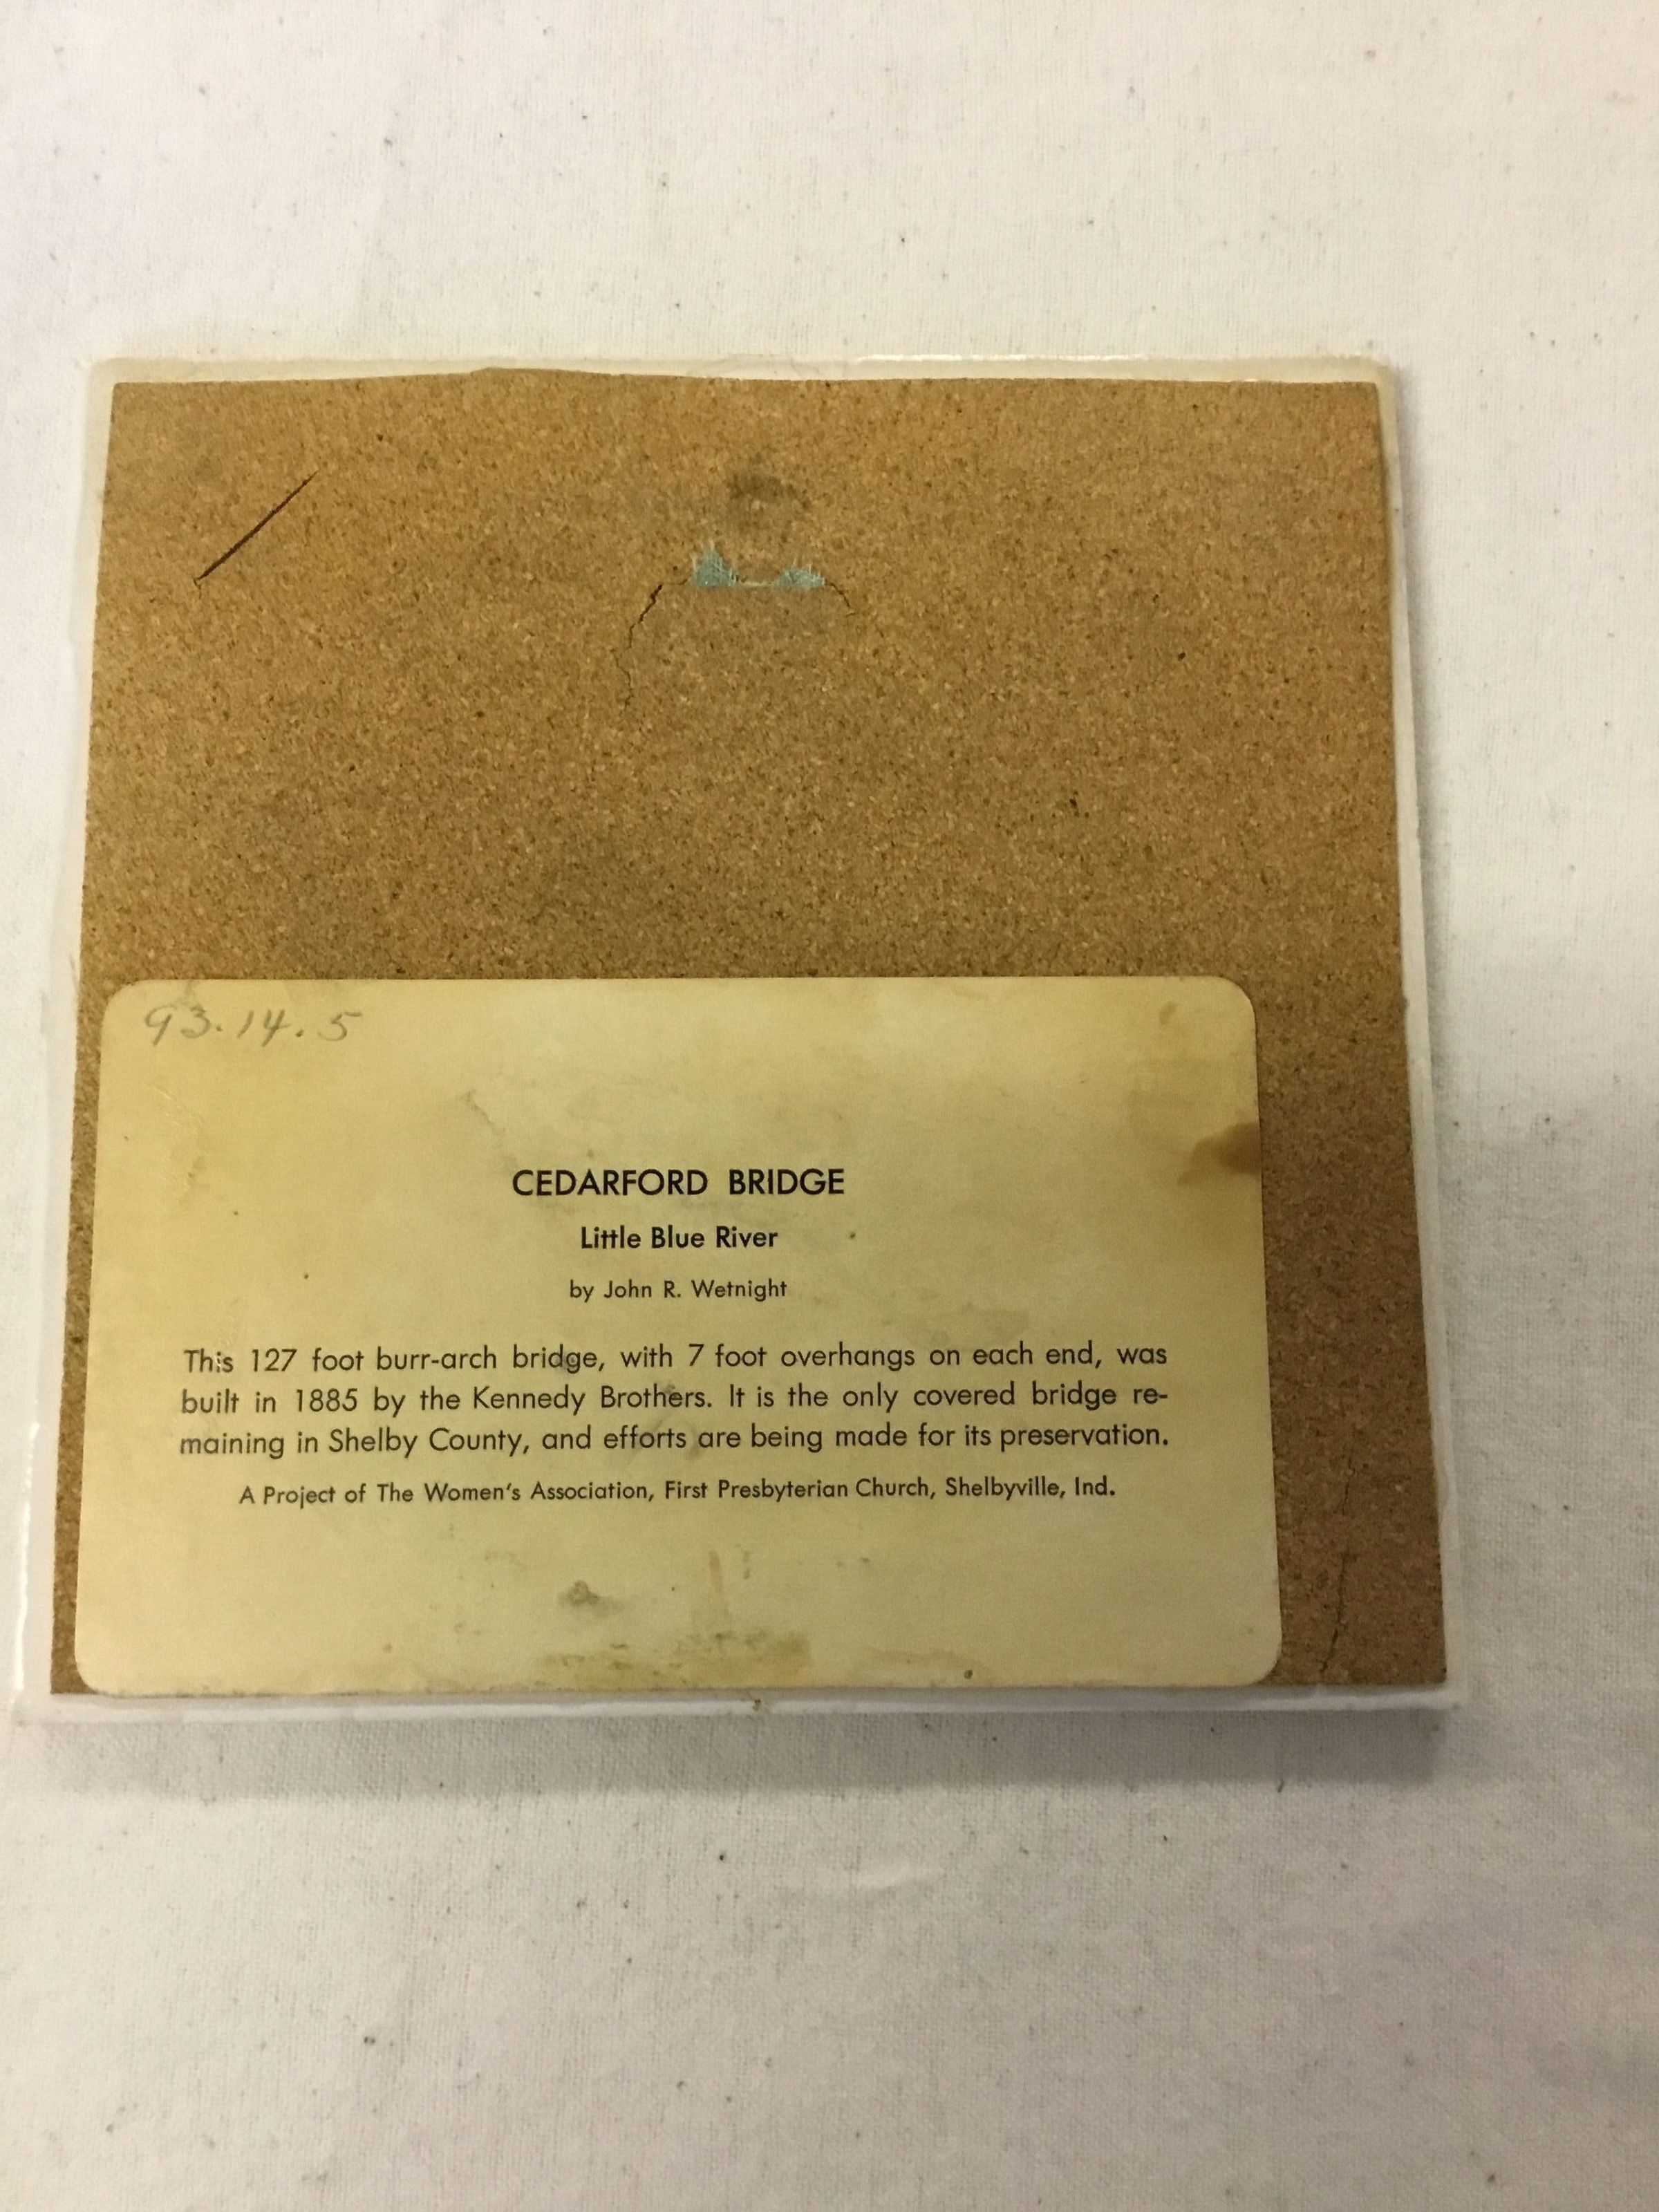 93.14.5
CEDARFORD BRIDGE
Little Blue River
by John R. Wetnight
This 127 foot burr-arch bridge, with 7 foot overhangs on each end, was
built in 1885 by the Kennedy Brothers. It is the only covered bridge re-
maining in Shelby County, and efforts are being made for its preservation.
A Project of The Women's Association, First Presbyterian Church, Shelbyville, Ind.